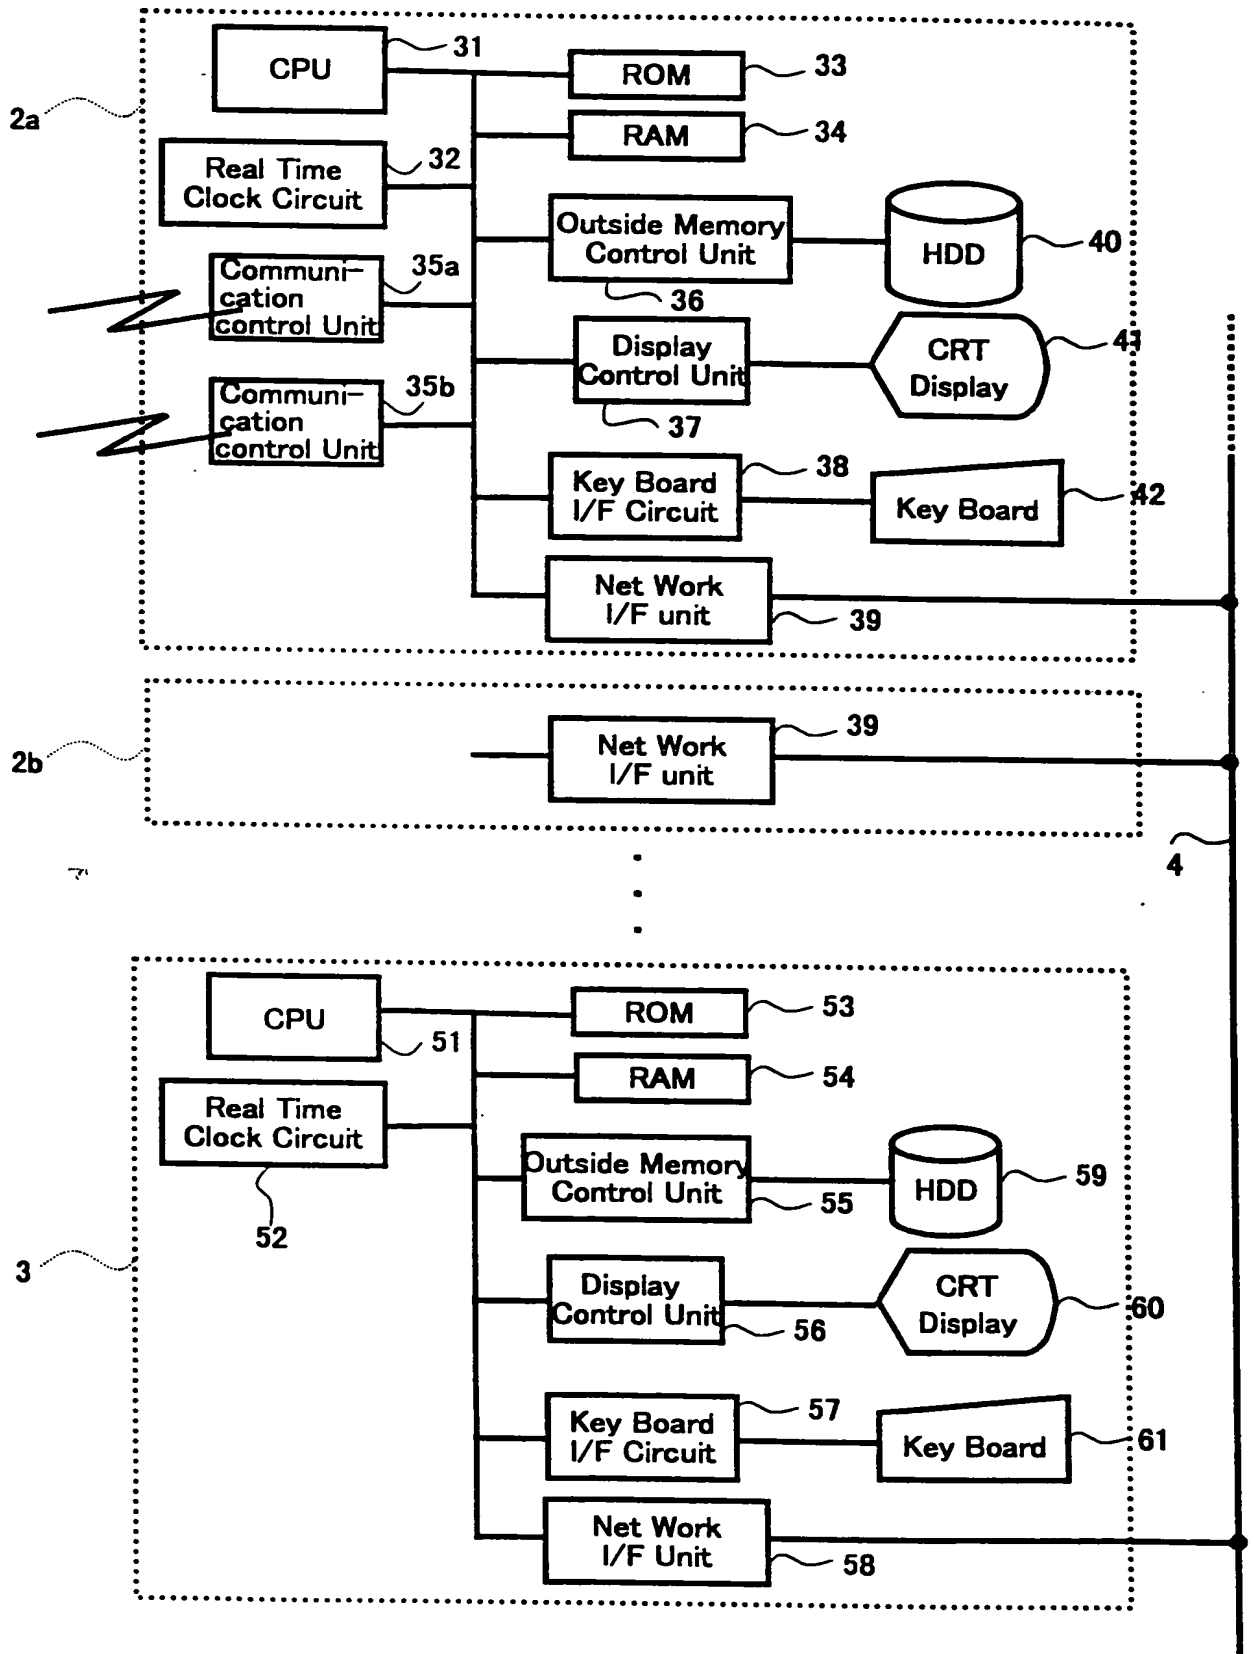 CPU
31
ROM
33
2a
RAM
34
Real Time
Clock Circuit
32
Outside Memory
Control Unit
36
HDD
40
Communi-
cation
control Unit
35a
Display
Control Unit
37
CRT
Display
41
Communi-
cation
control Unit
35b
Key Board
I/F Circuit
38
Key Board
42
Net Work
I/F unit
39
2b
Net Work
I/F unit
39
4
CPU
51
ROM
53
RAM
54
Real Time
Clock Circuit
52
Outside Memory
Control Unit
55
HDD
59
3
Display
Control Unit
56
CRT
Display
60
Key Board
I/F Circuit
57
Key Board
61
Net Work
I/F Unit
58